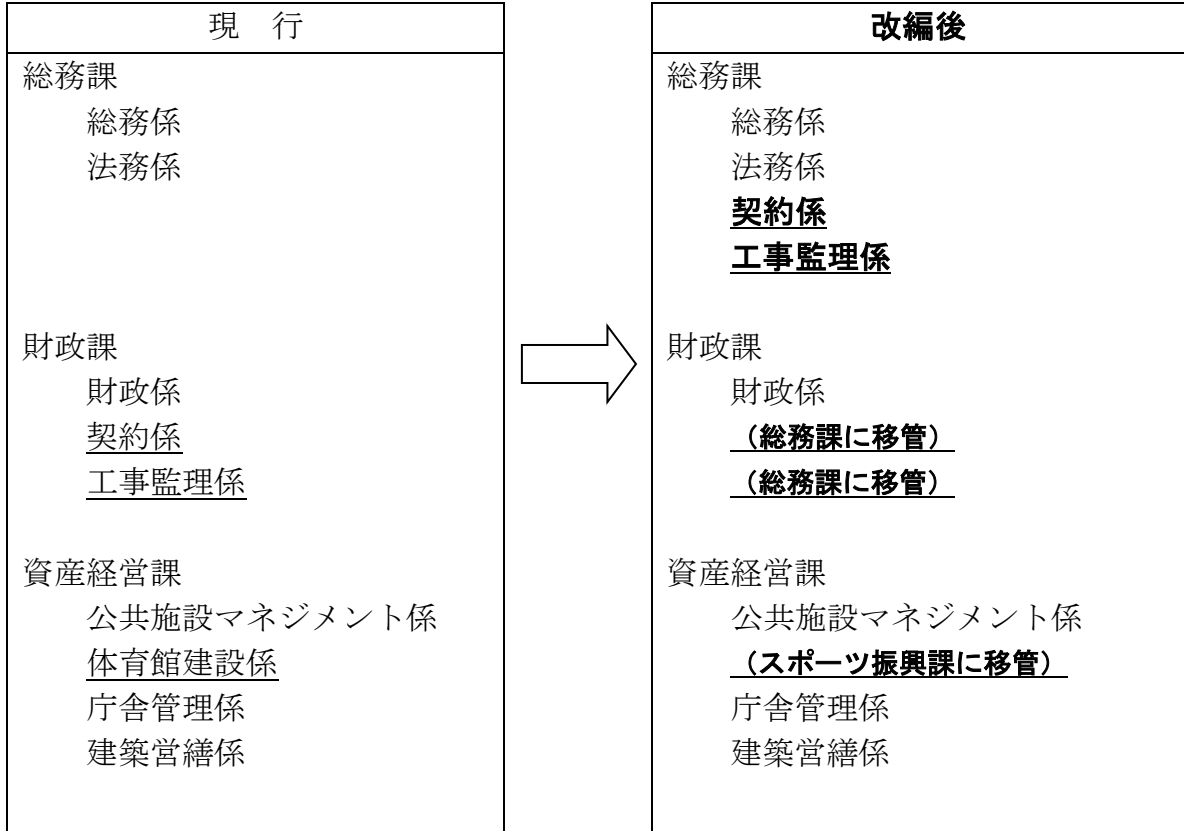 現　行
総務課
総務係
法務係
財政課
財政係
契約係
工事監理係
資産経営課
公共施設マネジメント係
体育館建設係
庁舎管理係
建築営繕係
改編後
総務課
総務係
法務係
契約係
工事監理係
財政課
財政係
（総務課に移管）
（総務課に移管）
資産経営課
公共施設マネジメント係
（スポーツ振興課に移管）
庁舎管理係
建築営繕係